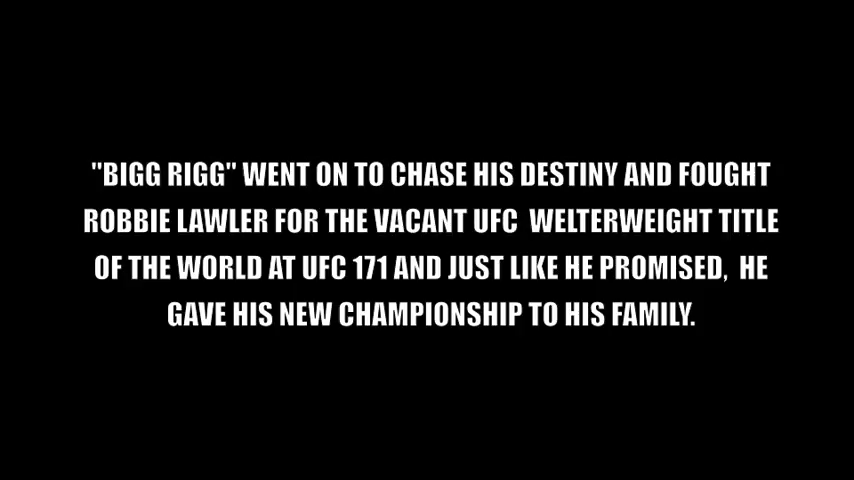 "BIGG RIGG" WENT ON TO CHASE HIS DESTINY AND FOUGHT
ROBBIE LAWLER FOR THE VACANT UFC  WELTERWEIGHT TITLE
OF THE WORLD AT UFC 171 AND JUST LIKE HE PROMISED,  HE
GAVE HIS NEW CHAMPIONSHIP TO HIS FAMILY.